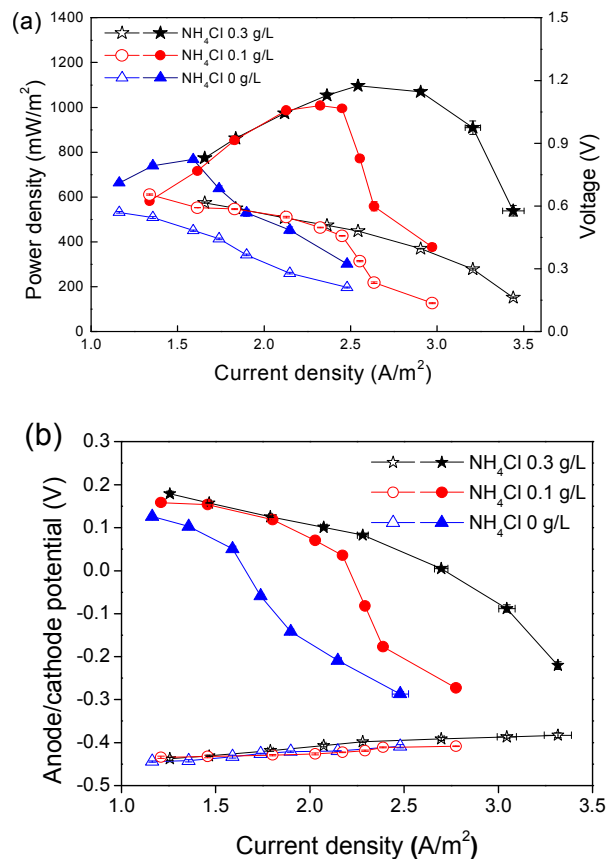 (a)
NH₄Cl 0.3 g/L
NH₄Cl 0.1 g/L
NH₄Cl 0 g/L
Power density (mW/m²)
1400
1200
1000
800
600
400
200
0
Voltage (V)
1.5
1.2
0.9
0.6
0.3
0.0
1.0 1.5 2.0 2.5 3.0 3.5
Current density (A/m²)
(b)
NH₄Cl 0.3 g/L
NH₄Cl 0.1 g/L
NH₄Cl 0 g/L
Anode/cathode potential (V)
0.3
0.2
0.1
0.0
-0.1
-0.2
-0.3
-0.4
-0.5
1.0 1.5 2.0 2.5 3.0 3.5
Current density (A/m²)